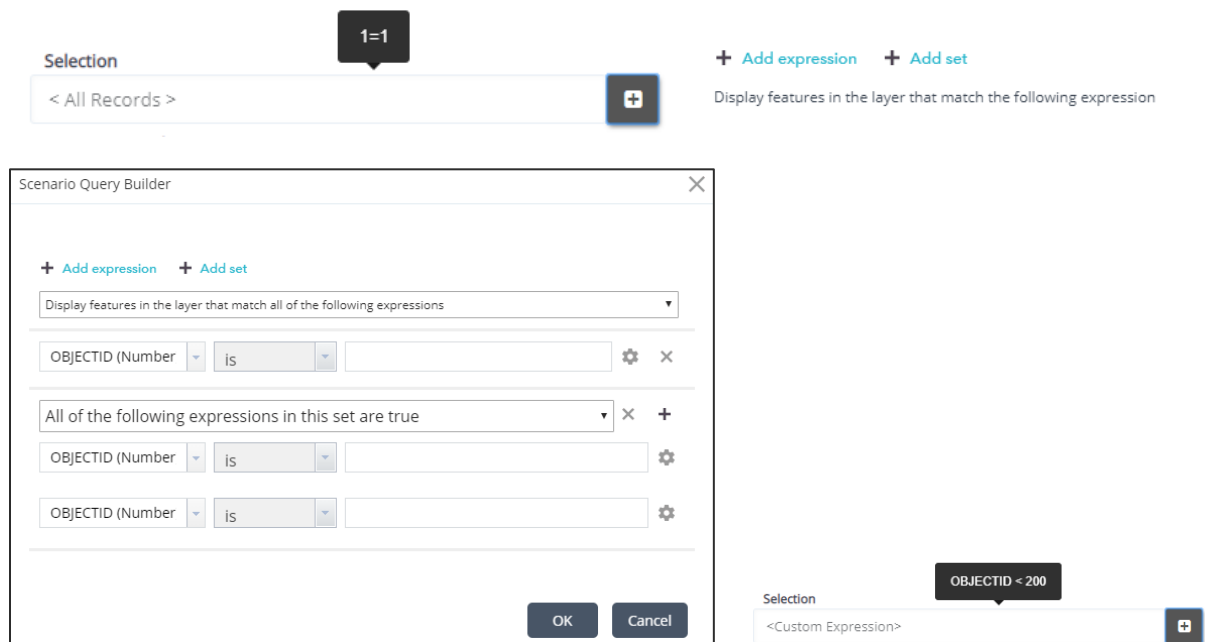 1=1
Selection
< All Records >
+ Add expression + Add set
Display features in the layer that match the following expression
Scenario Query Builder
+ Add expression + Add set
Display features in the layer that match all of the following expressions
OBJECTID (Number is
All of the following expressions in this set are true
OBJECTID (Number is
OBJECTID (Number is
OK Cancel
OBJECTID < 200
Selection
<Custom Expression>